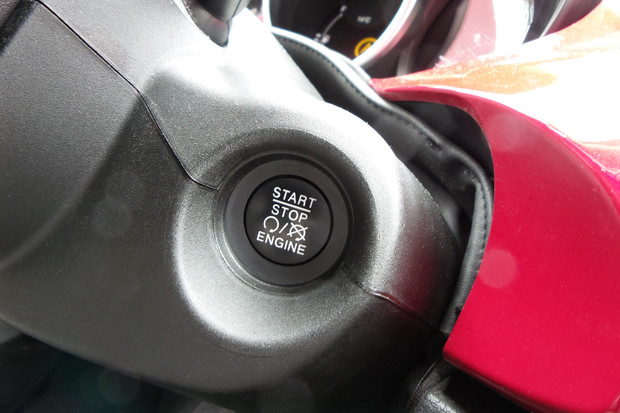 START
STOP
/
ENGINE